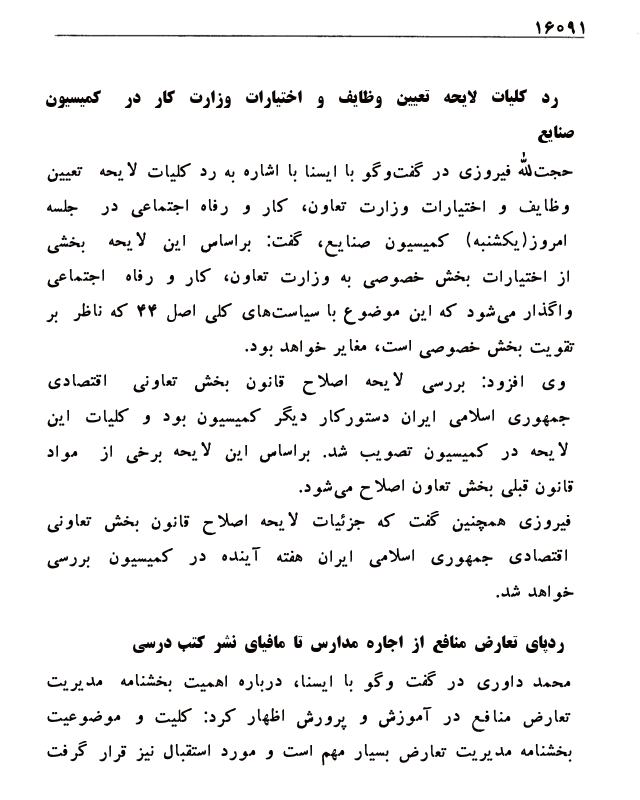 ۱۶۰۹۱
رد کلیات لایحه تعیین وظایف و اختیارات وزارت کار در کمیسیون
صنایع
حجت‌الله فیروزی در گفت‌وگو با ایسنا با اشاره به رد کلیات لایحه تعیین
وظایف و اختیارات وزارت تعاون، کار و رفاه اجتماعی در جلسه
امروز(یکشنبه) کمیسیون صنایع، گفت: براساس این لایحه بخشی
از اختیارات بخش خصوصی به وزارت تعاون، کار و رفاه اجتماعی
واگذار می‌شود که این موضوع با سیاست‌های کلی اصل ۴۴ که ناظر بر
تقویت بخش خصوصی است، مغایر خواهد بود.
وی افزود: بررسی لایحه اصلاح قانون بخش تعاونی اقتصادی
جمهوری اسلامی ایران دستورکار دیگر کمیسیون بود و کلیات این
لایحه در کمیسیون تصویب شد. براساس این لایحه برخی از مواد
قانون قبلی بخش تعاون اصلاح می‌شود.
فیروزی همچنین گفت که جزئیات لایحه اصلاح قانون بخش تعاونی
اقتصادی جمهوری اسلامی ایران هفته آینده در کمیسیون بررسی
خواهد شد.
ردپای تعارض منافع از اجاره مدارس تا مافیای نشر کتب درسی
محمد داوری در گفت وگو با ایسنا، درباره اهمیت بخشنامه مدیریت
تعارض منافع در آموزش و پرورش اظهار کرد: کلیت و موضوعیت
بخشنامه مدیریت تعارض بسیار مهم است و مورد استقبال نیز قرار گرفت